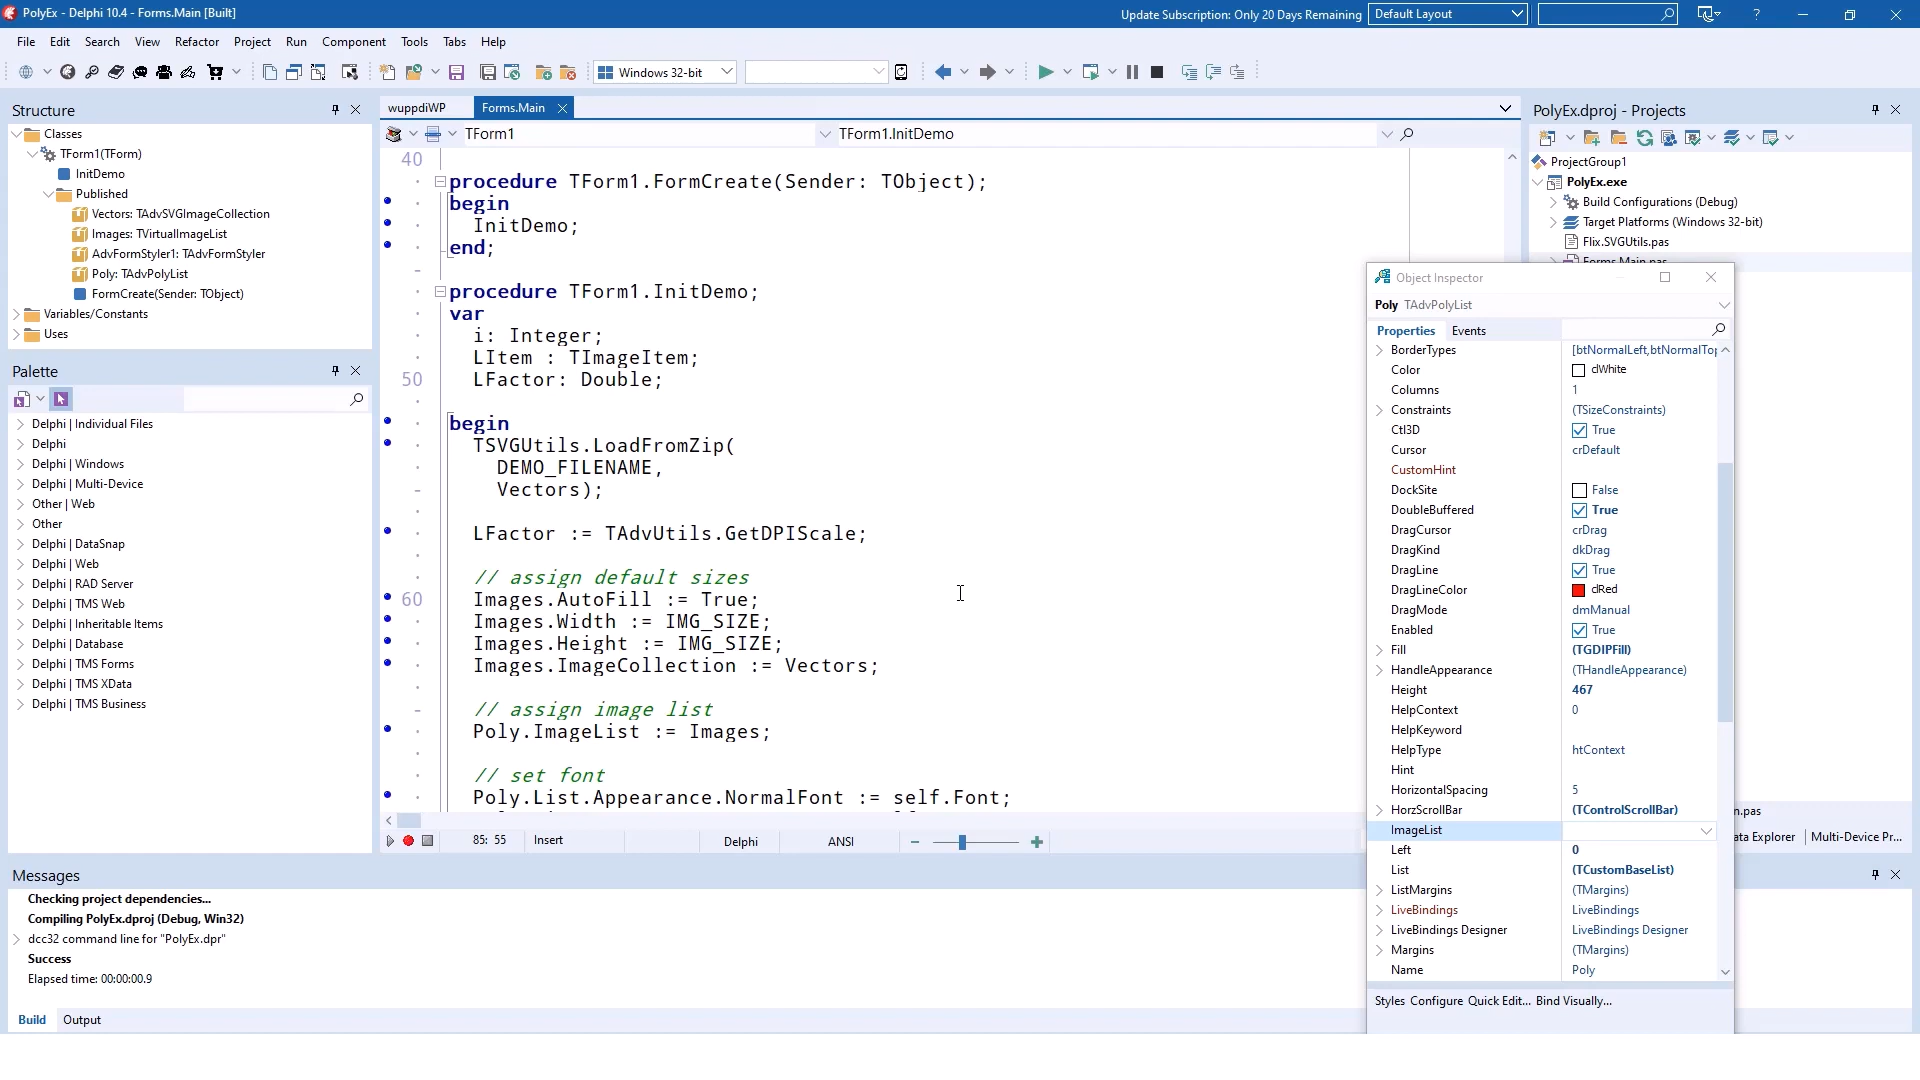 PolyEx - Delphi 10.4 - Forms.Main [Built]
Update Subscription: Only 20 Days Remaining
Default Layout
?
File Edit Search View Refactor Project Run Component Tools Tabs Help
Windows 32-bit
Structure
Classes
TForm1(TForm)
InitDemo
Published
Vectors: TAdvSVGImageCollection
Images: TVirtualImageList
AdvFormStyler1: TAdvFormStyler
Poly: TAdvPolyList
FormCreate(Sender: TObject)
Variables/Constants
Uses
Palette
Delphi | Individual Files
Delphi
Delphi | Windows
Delphi | Multi-Device
Other | Web
Other
Delphi | DataSnap
Delphi | Web
Delphi | RAD Server
Delphi | TMS Web
Delphi | Inheritable Items
Delphi | Database
Delphi | TMS Forms
Delphi | TMS XData
Delphi | TMS Business
wuppdiWP Forms.Main
TForm1 TForm1.InitDemo
40
procedure TForm1.FormCreate(Sender: TObject);
begin
InitDemo;
end;
procedure TForm1.InitDemo;
var
i: Integer;
LItem : TImageItem;
50 LFactor: Double;
begin
TSVGUtils.LoadFromZip(
DEMO_FILENAME,
Vectors);
LFactor := TAdvUtils.GetDPIScale;
// assign default sizes
60 Images.AutoFill := True;
Images.Width := IMG_SIZE;
Images.Height := IMG_SIZE;
Images.ImageCollection := Vectors;
// assign image list
Poly.ImageList := Images;
// set font
Poly.List.Appearance.NormalFont := self.Font;
85: 55 Insert Delphi ANSI
PolyEx.dproj - Projects
ProjectGroup1
PolyEx.exe
Build Configurations (Debug)
Target Platforms (Windows 32-bit)
Flix.SVGUtils.pas
Forms.Main.pas
Object Inspector
Poly TAdvPolyList
Properties Events
BorderTypes [btNormalLeft,btNormalTop
Color clWhite
Columns 1
Constraints (TSizeConstraints)
Ctl3D True
Cursor crDefault
CustomHint
DockSite False
DoubleBuffered True
DragCursor crDrag
DragKind dkDrag
DragLine True
DragLineColor clRed
DragMode dmManual
Enabled True
Fill (TGDIPFill)
HandleAppearance (THandleAppearance)
Height 467
HelpContext 0
HelpKeyword
HelpType htContext
Hint
HorizontalSpacing 5
HorzScrollBar (TControlScrollBar)
ImageList
Left 0
List (TCustomBaseList)
ListMargins (TMargins)
LiveBindings LiveBindings
LiveBindings Designer LiveBindings Designer
Margins (TMargins)
Name Poly
Styles Configure Quick Edit... Bind Visually...
n.pas
ata Explorer Multi-Device Pr...
Messages
Checking project dependencies...
Compiling PolyEx.dproj (Debug, Win32)
dcc32 command line for "PolyEx.dpr"
Success
Elapsed time: 00:00:00.9
Build Output